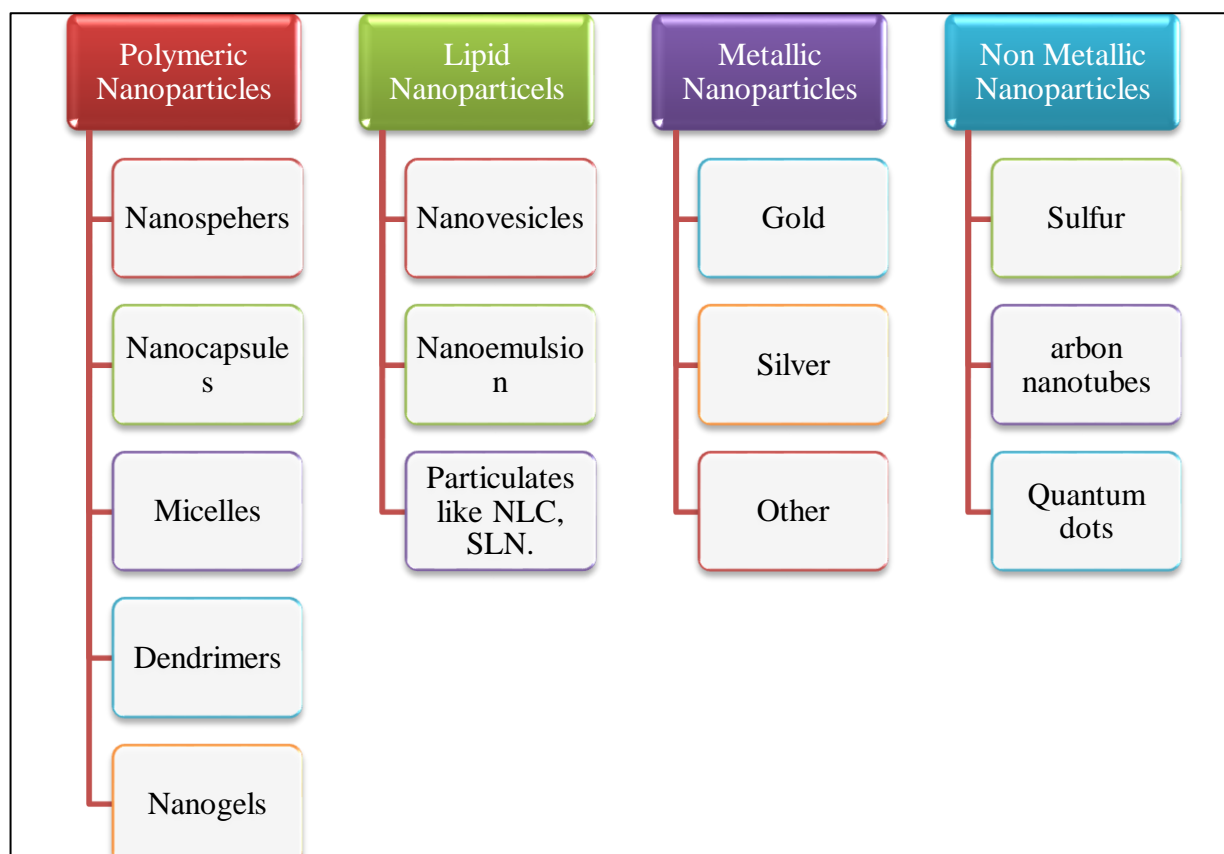 Polymeric
Nanoparticles
Nanospehers
Nanocapsule
s
Micelles
Dendrimers
Nanogels
Lipid
Nanoparticels
Nanovesicles
Nanoemulsio
n
Particulates
like NLC,
SLN.
Metallic
Nanoparticles
Gold
Silver
Other
Non Metallic
Nanoparticles
Sulfur
arbon
nanotubes
Quantum
dots